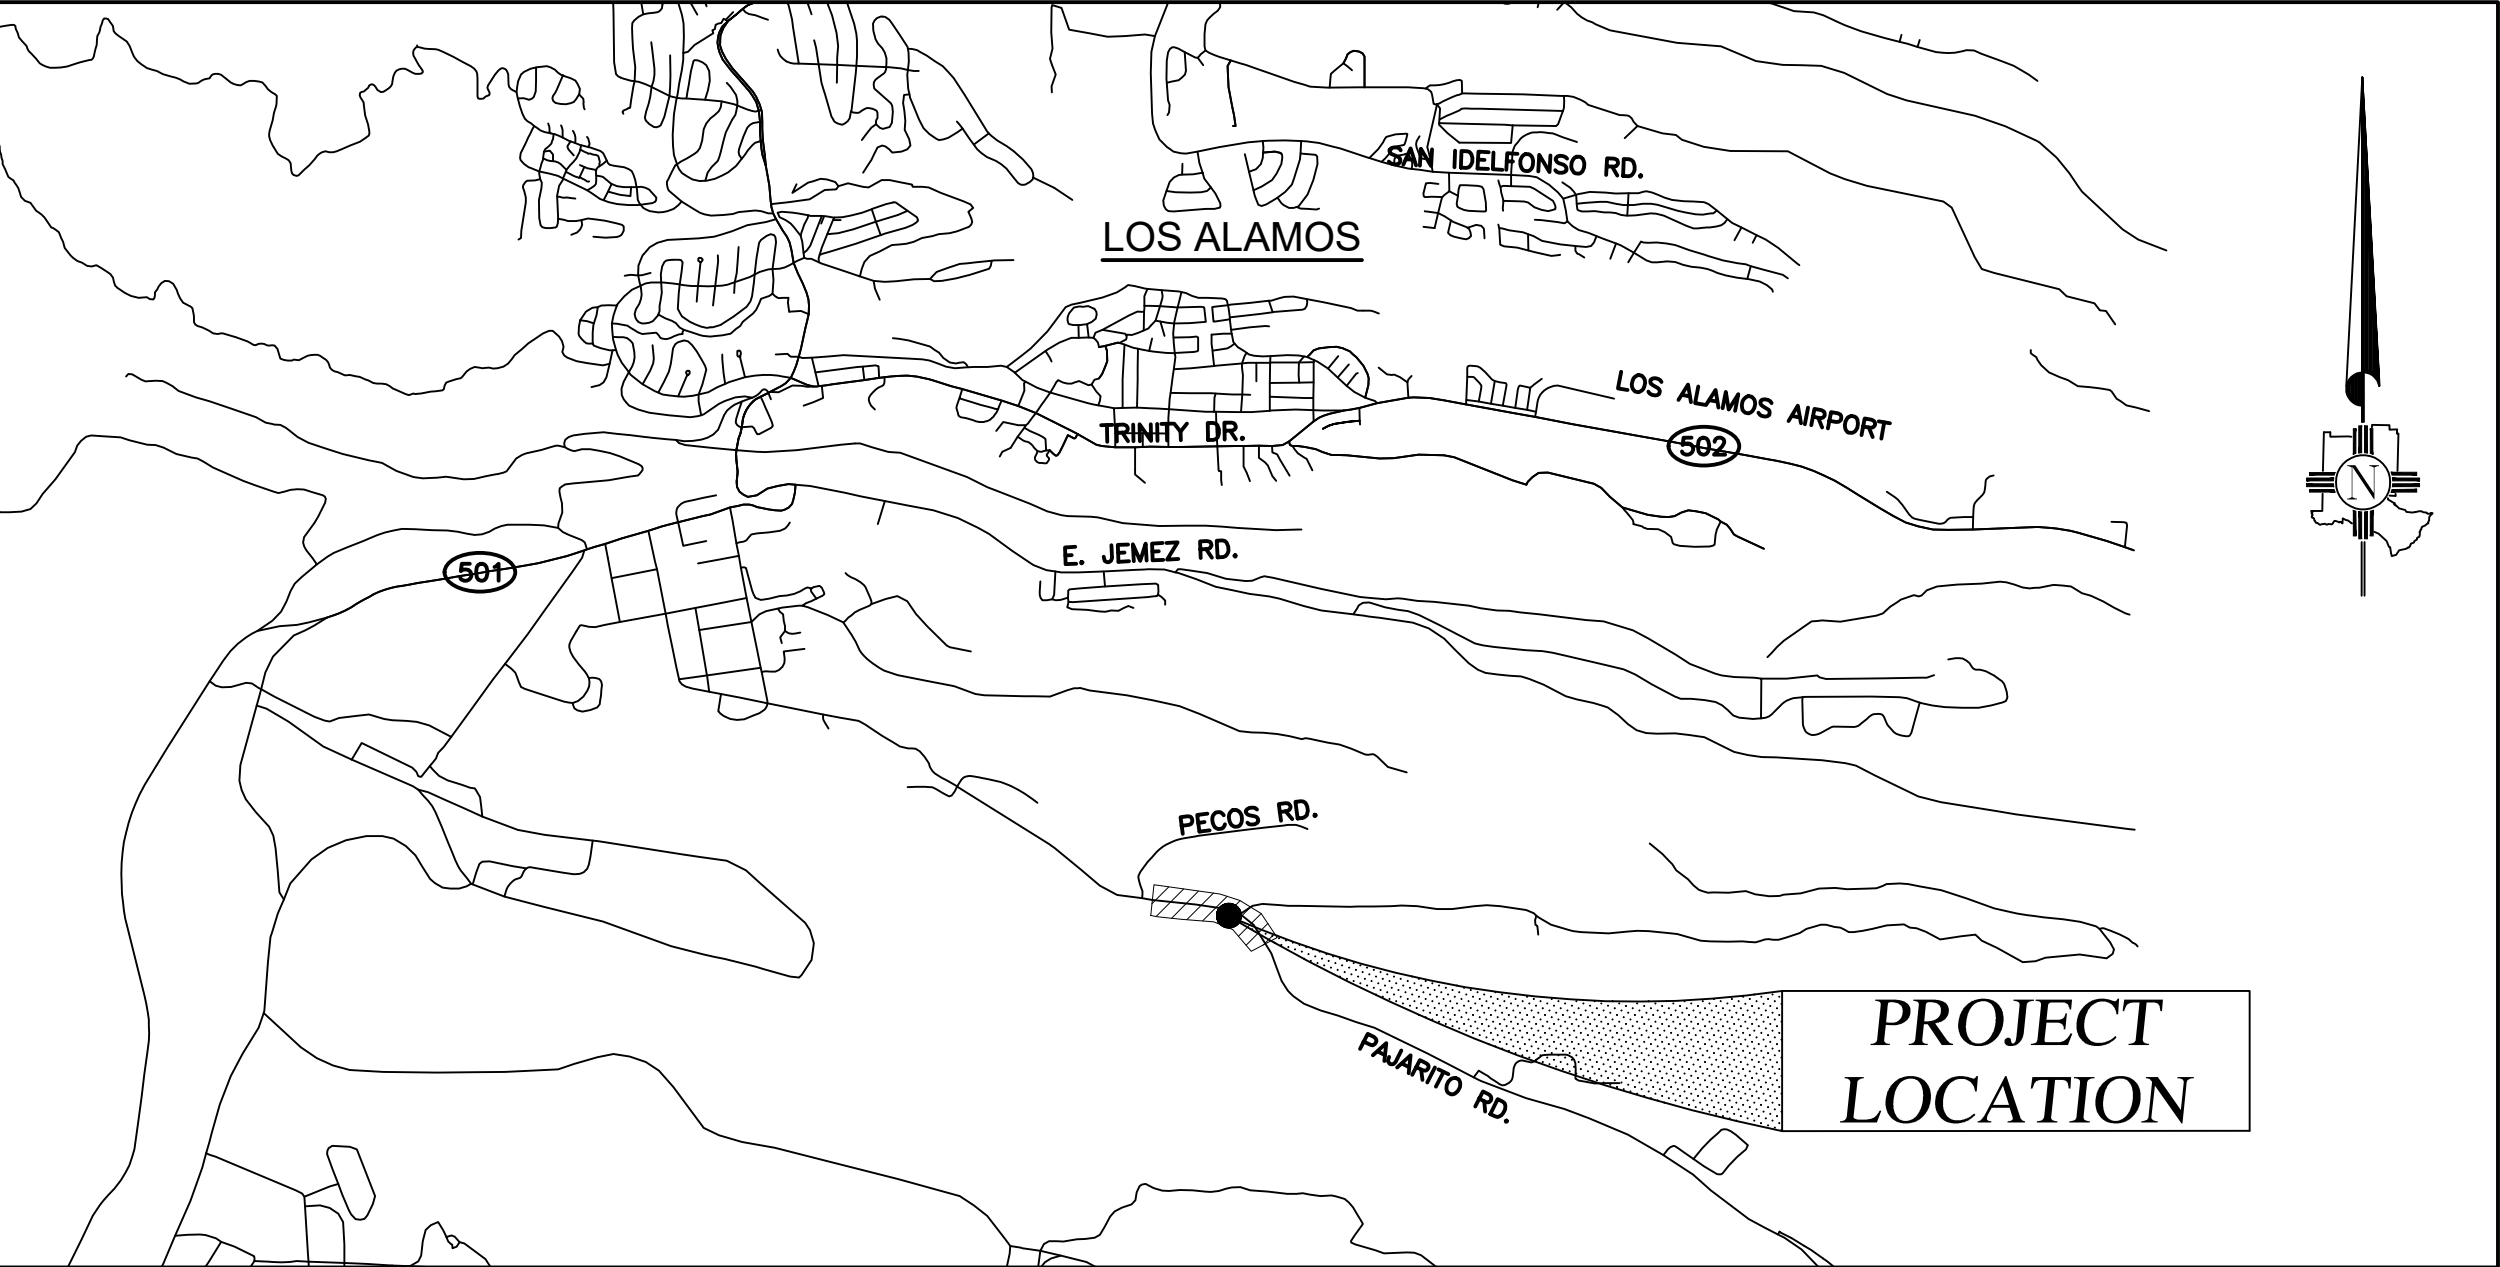 SAN IDELFONSO RD.
LOS ALAMOS
LOS ALAMOS AIRPORT
TRINITY DR.
502
N
E. JEMEZ RD.
501
PECOS RD.
PROJECT
LOCATION
PAJARITO RD.